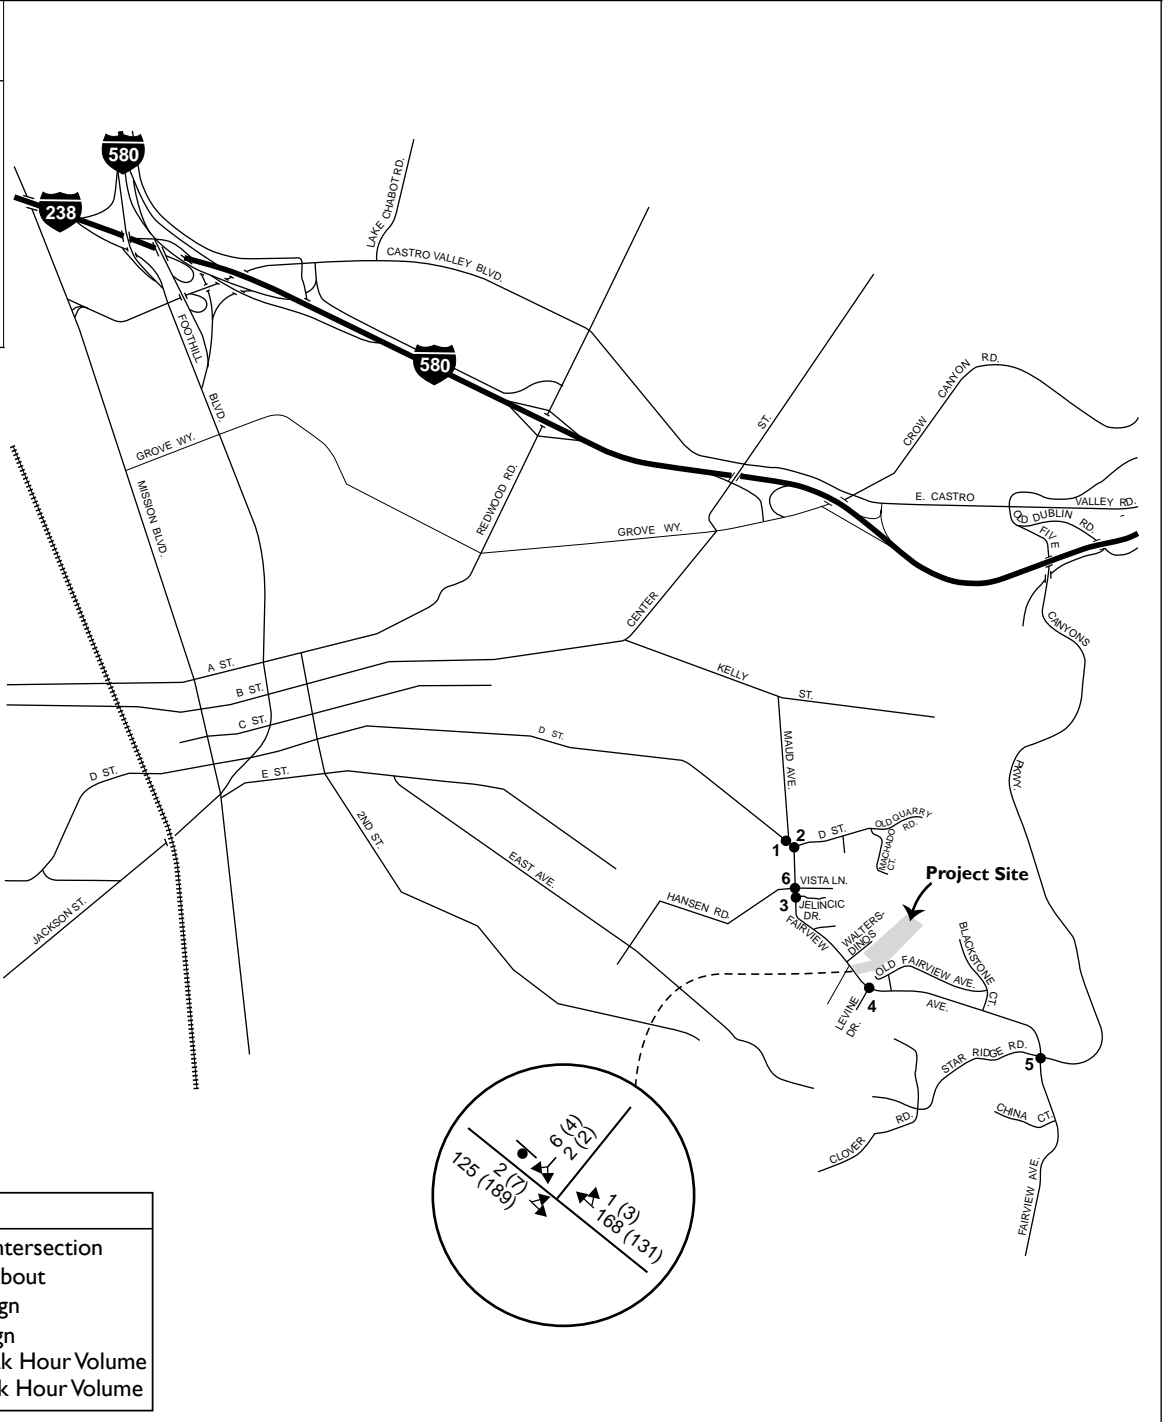 580
238
LAKE CHABOT RD.
CASTRO VALLEY BLVD.
FOOTHILL
BLVD.
580
ST.
CROW CANYON RD.
GROVE WY.
MISSION BLVD.
REDWOOD RD.
GROVE WY.
E. CASTRO
VALLEY RD.
OLD DUBLIN RD.
FIVE
CANYONS
PKWY.
CENTER
A ST.
B ST.
C ST.
D ST.
E ST.
D ST.
KELLY
ST.
MAUD AVE.
2ND ST.
EAST AVE.
JACKSON ST.
1
2
D ST.
OLD QUARRY
RD.
MACHADO
CT.
Project Site
6
VISTA LN.
3
JELINCIC
DR.
HANSEN RD.
FAIRVIEW
WALTERS-
DINOS
OLD FAIRVIEW AVE.
BLACKSTONE
CT.
4
AVE.
LEVINE
DR.
STAR RIDGE RD.
5
CHINA CT.
CLOVER
RD.
FAIRVIEW AVE.
6 (4)
2 (2)
2 (7)
125 (189)
1 (3)
168 (131)
ntersection
bout
gn
gn
k Hour Volume
k Hour Volume